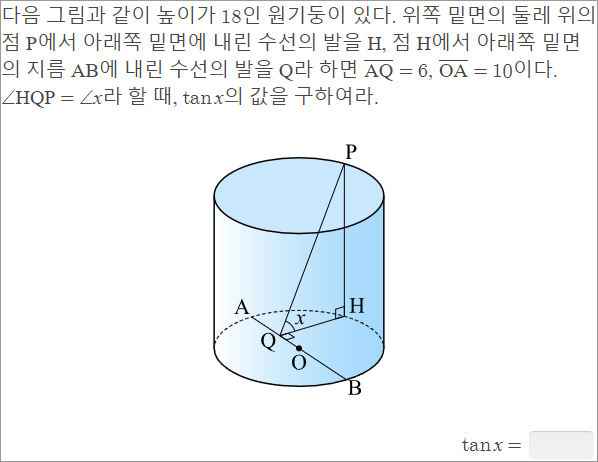 다음 그림과 같이 높이가 18인 원기둥이 있다. 위쪽 밑면의 둘레 위의
점 P에서 아래쪽 밑면에 내린 수선의 발을 H, 점 H에서 아래쪽 밑면
의 지름 AB에 내린 수선의 발을 Q라 하면 A̅Q̅ = 6, O̅A̅ = 10이다.
∠HQP = ∠x라 할 때, tan x의 값을 구하여라.
P
A
H
x
Q
O
B
tan x =